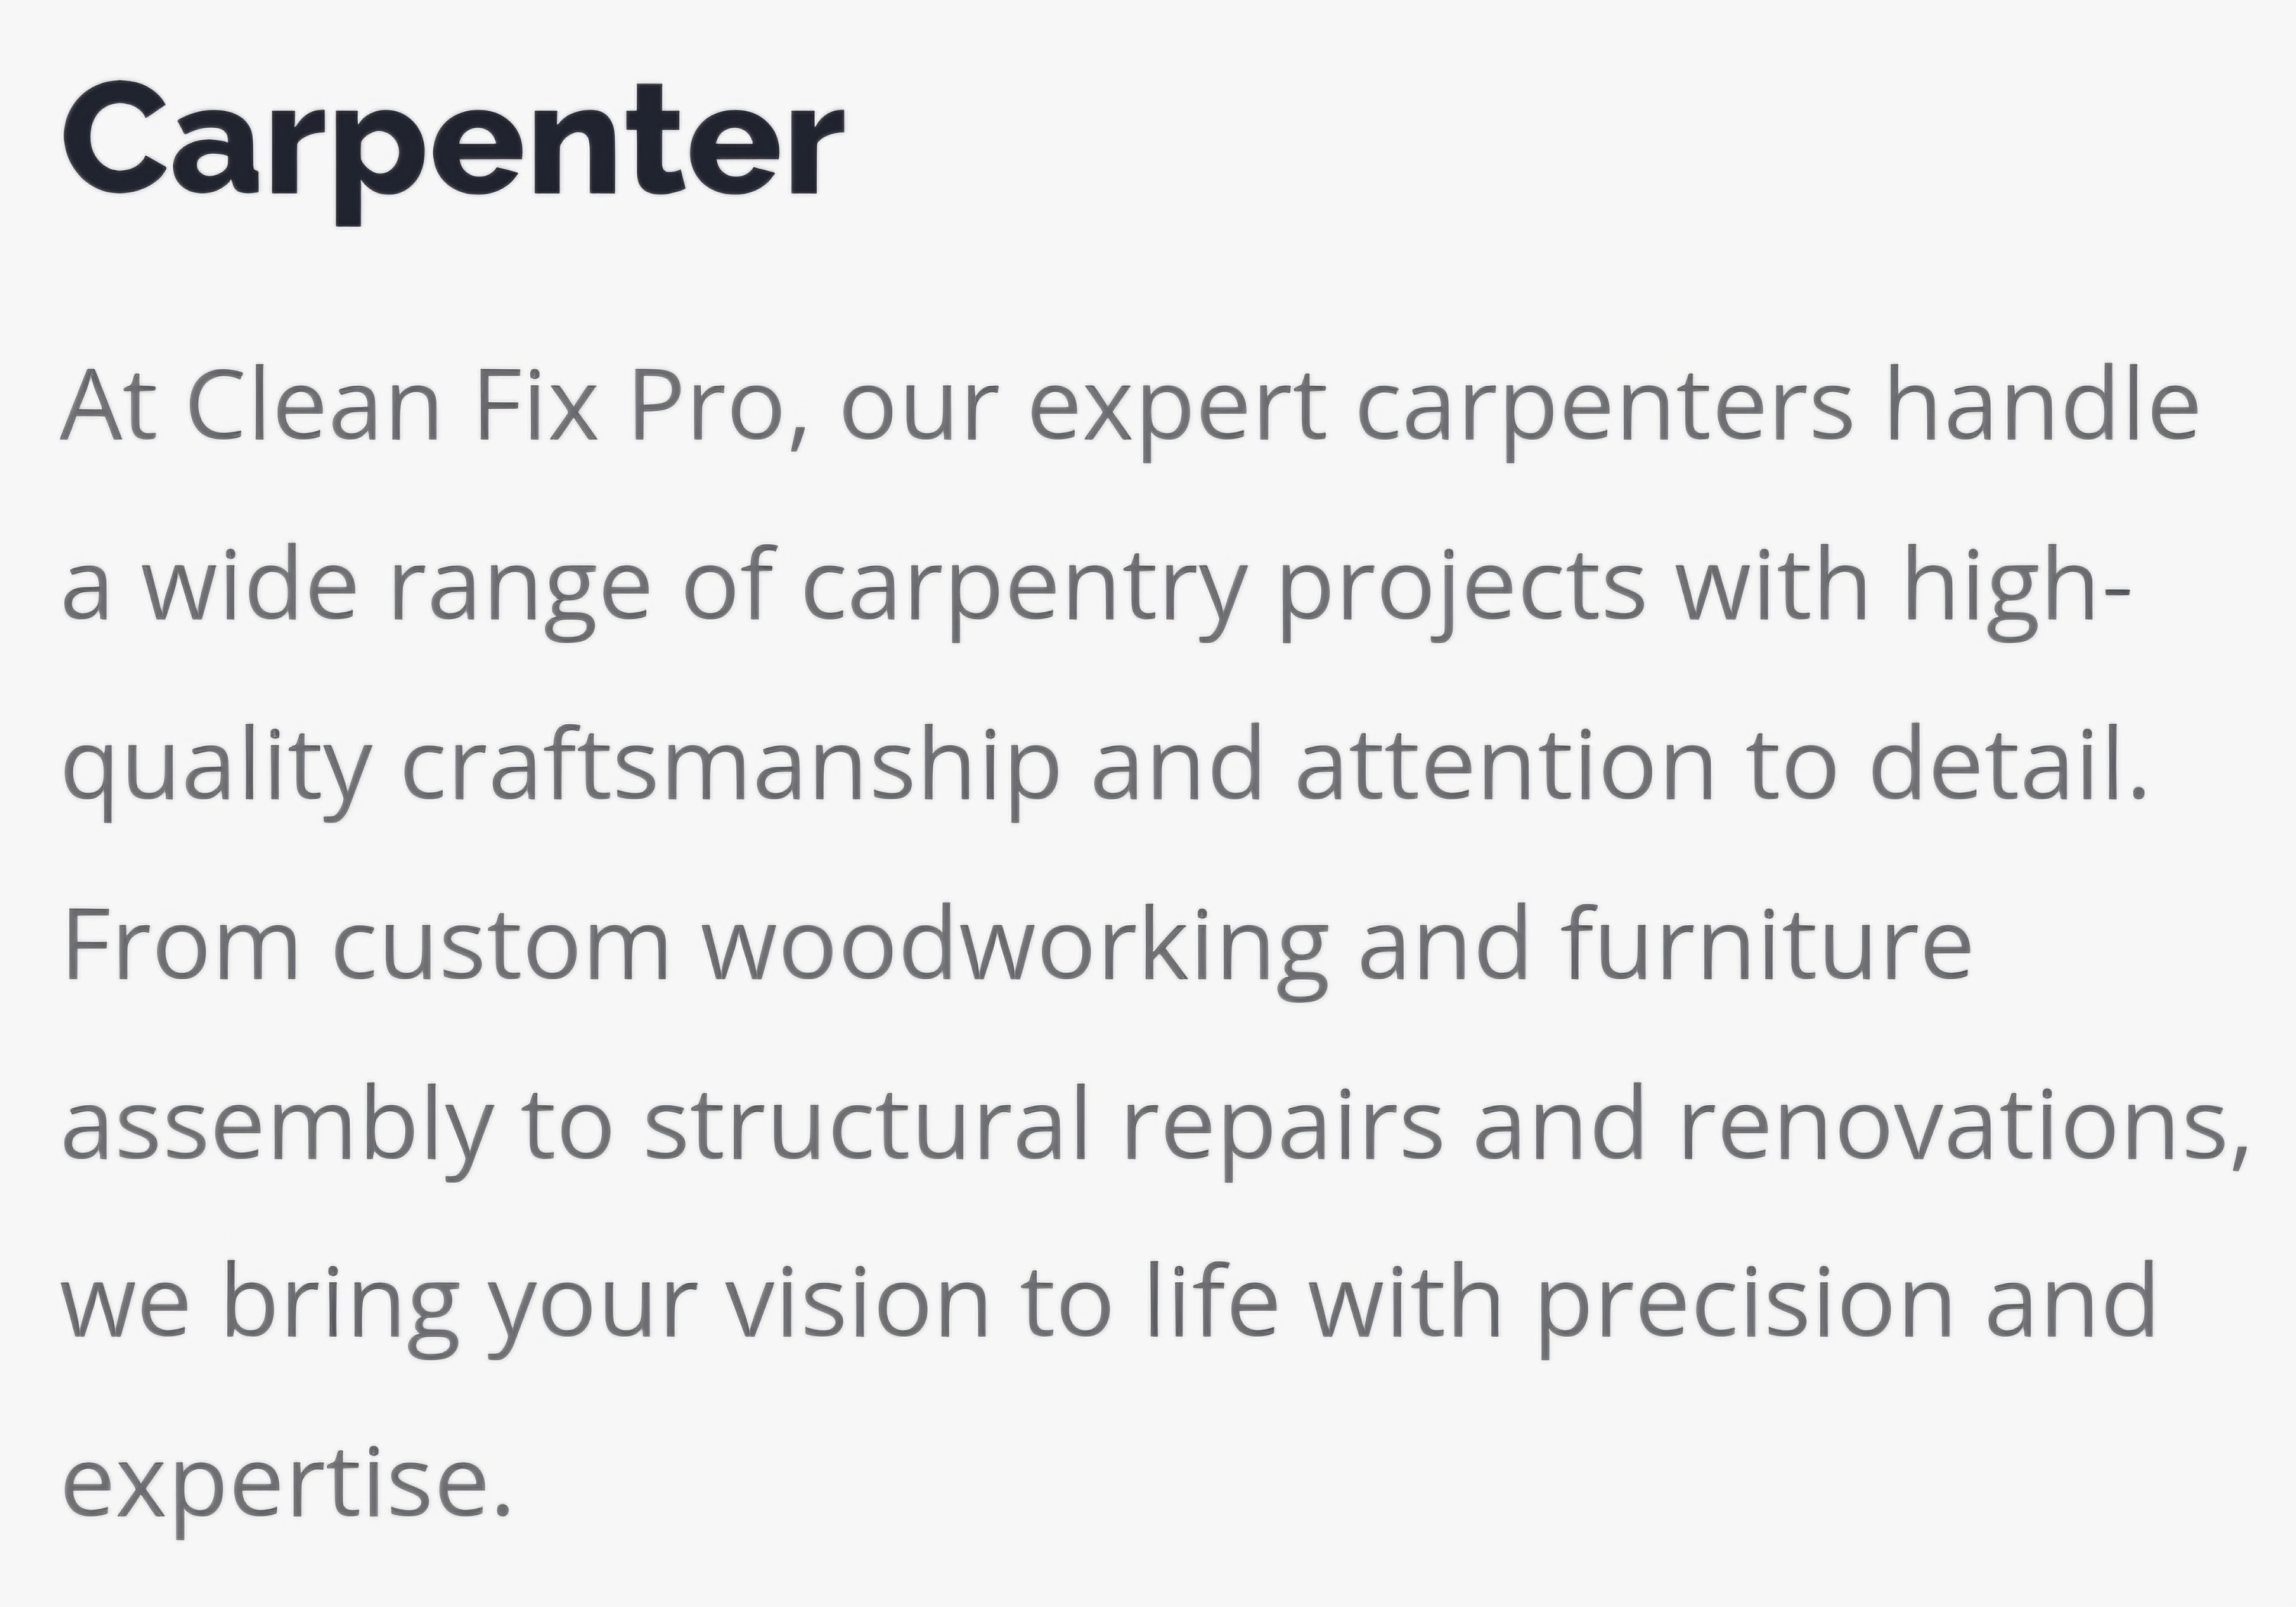 Carpenter
At Clean Fix Pro, our expert carpenters handle
a wide range of carpentry projects with high-
quality craftsmanship and attention to detail.
From custom woodworking and furniture
assembly to structural repairs and renovations,
we bring your vision to life with precision and
expertise.